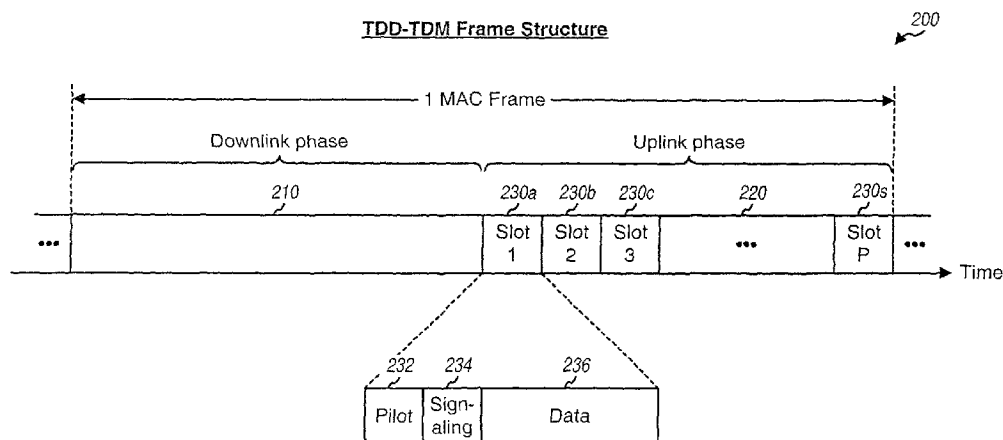 TDD-TDM Frame Structure
200
1 MAC Frame
Downlink phase
Uplink phase
210
230a
230b
230c
220
230s
•••
Slot
1
Slot
2
Slot
3
•••
Slot
P
•••
Time
232
234
236
Pilot
Sign-
aling
Data